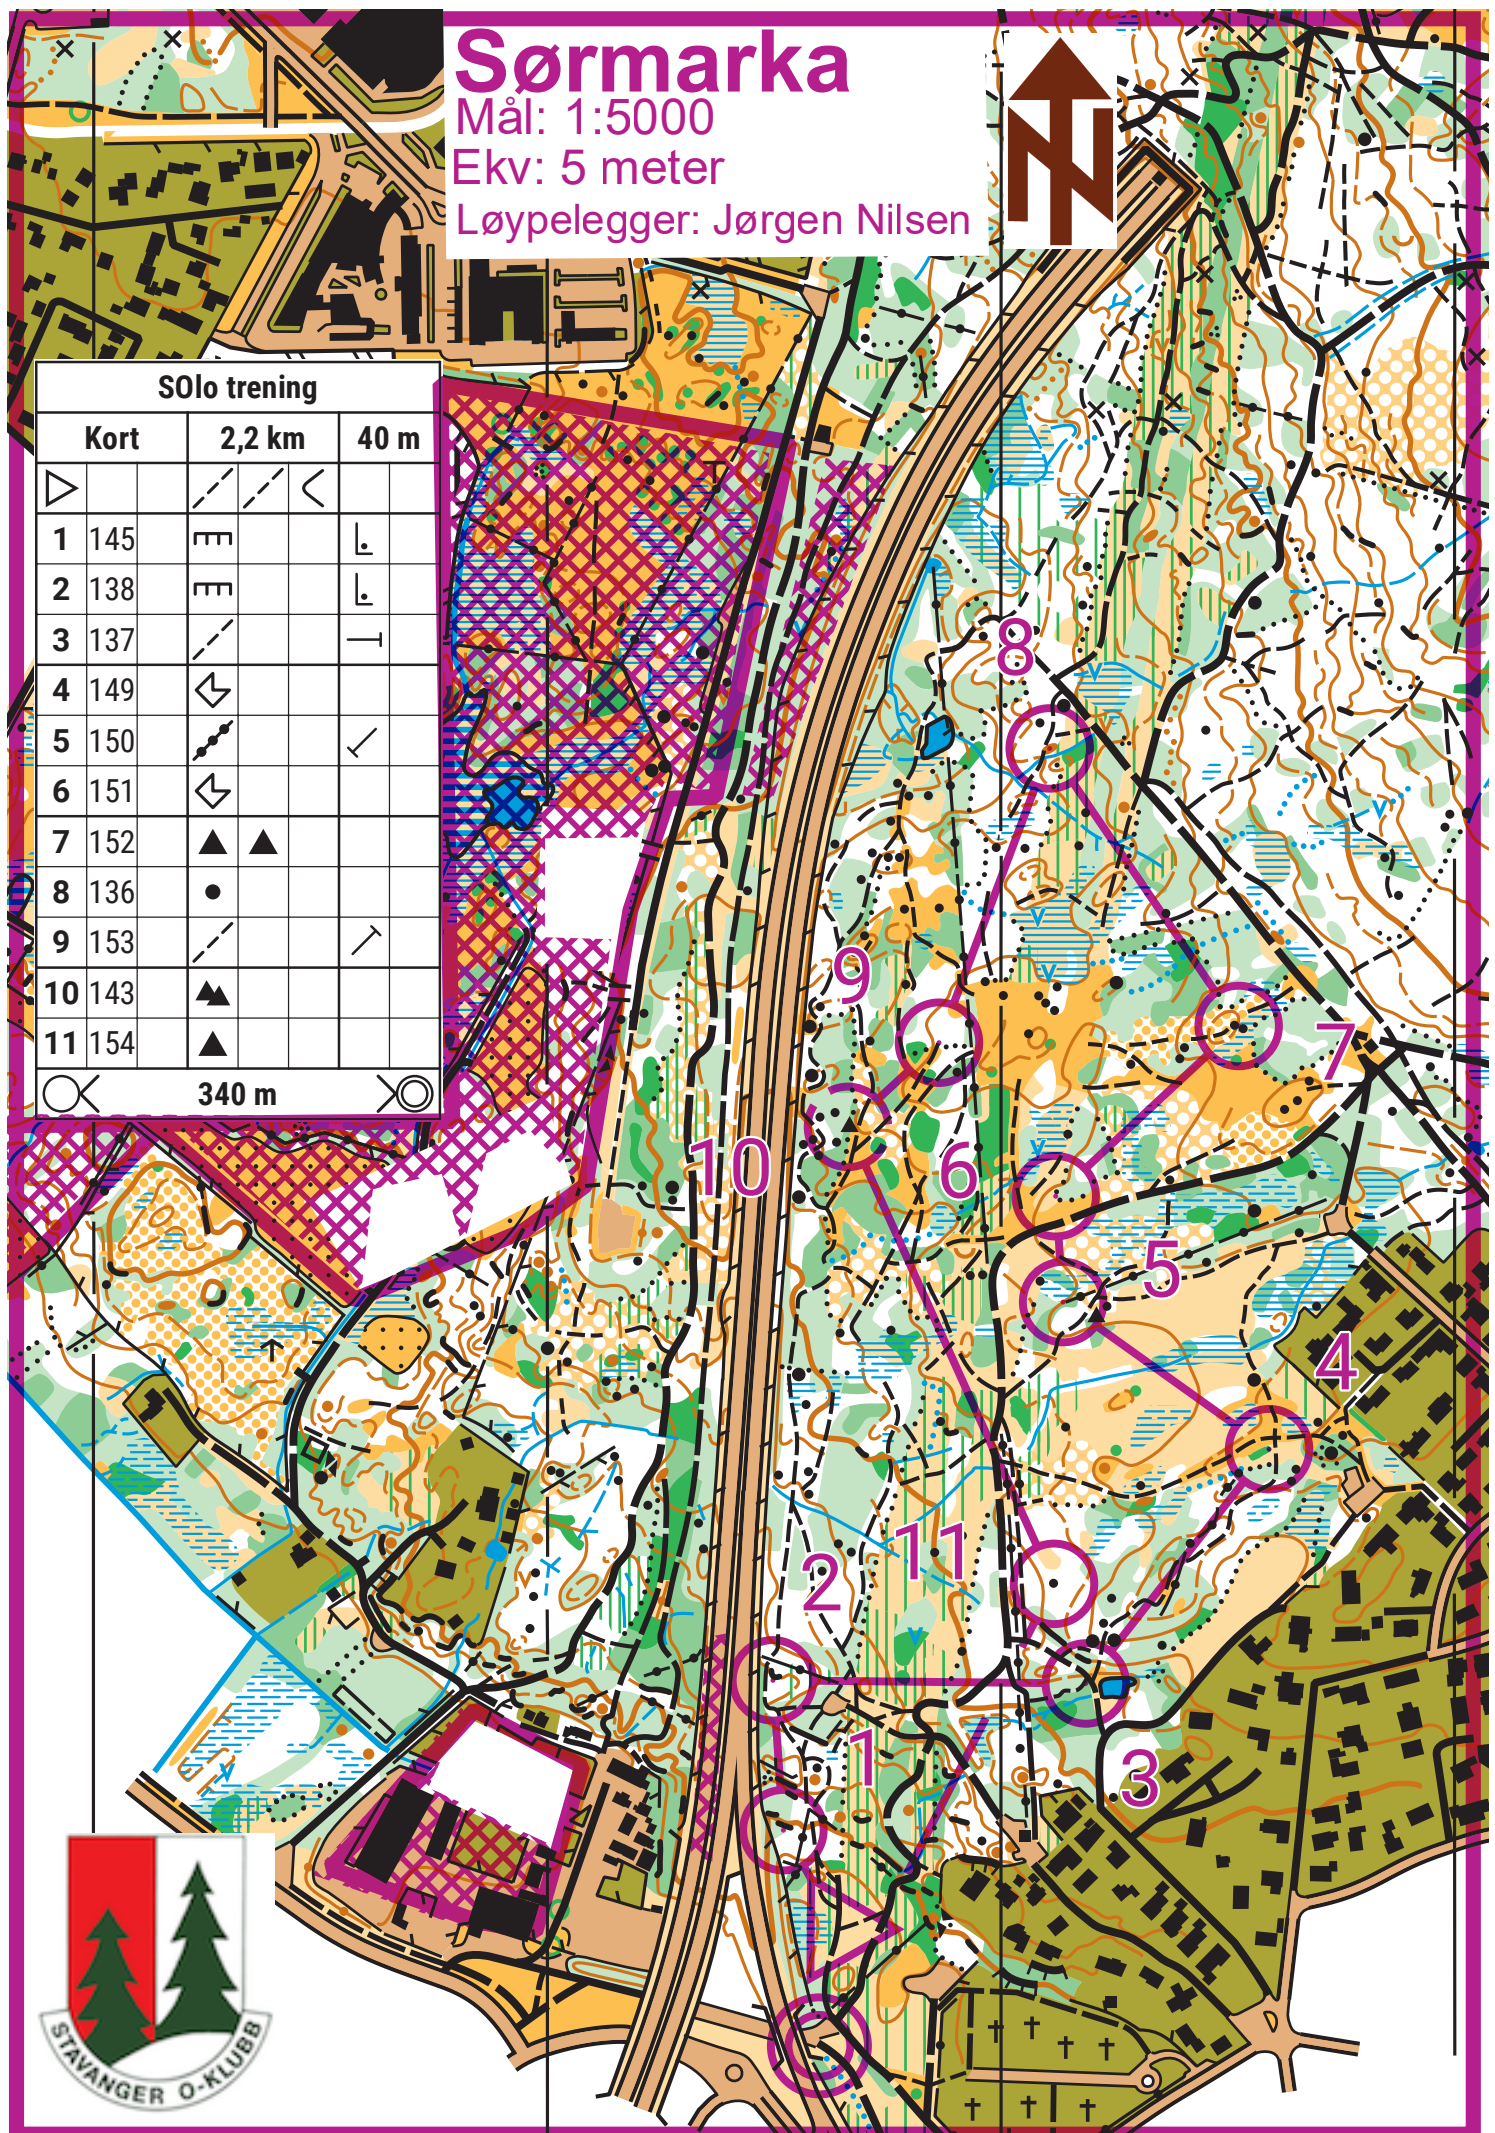 Sørmarka
Mål: 1:5000
Ekv: 5 meter
Løypelegger: Jørgen Nilsen
SOlo trening
Kort 2,2 km 40 m
1 145
2 138
3 137
4 149
5 150
6 151
7 152
8 136
9 153
10 143
11 154
340 m
8
9
7
10
6
5
4
11
2
1
3
STAVANGER O-KLUBB